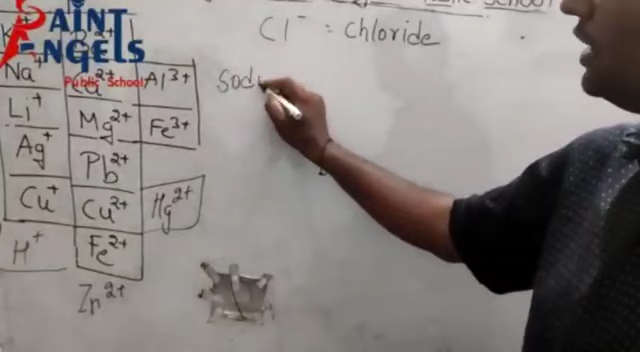 SAINT
ANGELS
Public School
Cl⁻ = Chloride
K⁺
Na⁺ Ca²⁺ Al³⁺
Sod
Li⁺ Mg²⁺ Fe³⁺
Ag⁺ Pb²⁺
Cu⁺ Cu²⁺ Hg²⁺
H⁺ Fe²⁺
Zn²⁺